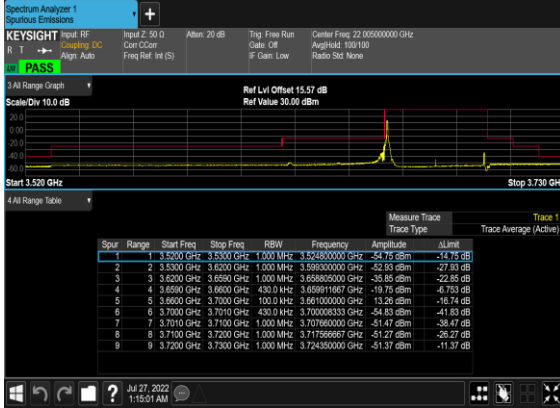 Spectrum Analyzer 1
Spurious Emissions
+
KEYSIGHT Input: RF Input Z: 50 Ω Atten: 20 dB Trig: Free Run Center Freq: 22.005000000 GHz
R T Coupling: DC Corr CCorr Gate: Off Avg|Hold: 100/100
Align: Auto Freq Ref: Int (S) IF Gain: Low Radio Std: None
PASS
3 All Range Graph
Ref Lvl Offset 15.57 dB
Scale/Div 10.0 dB Ref Value 30.00 dBm
20.0
0.00
-20.0
-40.0
-60.0
Start 3.520 GHz Stop 3.730 GH
4 All Range Table
Measure Trace Trace 1
Trace Type Trace Average (Active)
Spur Range Start Freq Stop Freq RBW Frequency Amplitude ΔLimit
1 1 3.5200 GHz 3.5300 GHz 1.000 MHz 3.524800000 GHz -54.75 dBm -14.75 dB
2 2 3.5300 GHz 3.6200 GHz 1.000 MHz 3.599300000 GHz -52.93 dBm -27.93 dB
3 3 3.6200 GHz 3.6590 GHz 1.000 MHz 3.658805000 GHz -35.85 dBm -22.85 dB
4 4 3.6590 GHz 3.6600 GHz 430.0 kHz 3.659911667 GHz -19.75 dBm -6.753 dB
5 5 3.6600 GHz 3.7000 GHz 100.0 kHz 3.661000000 GHz 13.26 dBm -16.74 dB
6 6 3.7000 GHz 3.7010 GHz 430.0 kHz 3.700008333 GHz -54.83 dBm -41.83 dB
7 7 3.7010 GHz 3.7100 GHz 1.000 MHz 3.707660000 GHz -51.47 dBm -38.47 dB
8 8 3.7100 GHz 3.7200 GHz 1.000 MHz 3.717566667 GHz -51.27 dBm -26.27 dB
9 9 3.7200 GHz 3.7300 GHz 1.000 MHz 3.724350000 GHz -51.37 dBm -11.37 dB
? Jul 27, 2022
1:15:01 AM